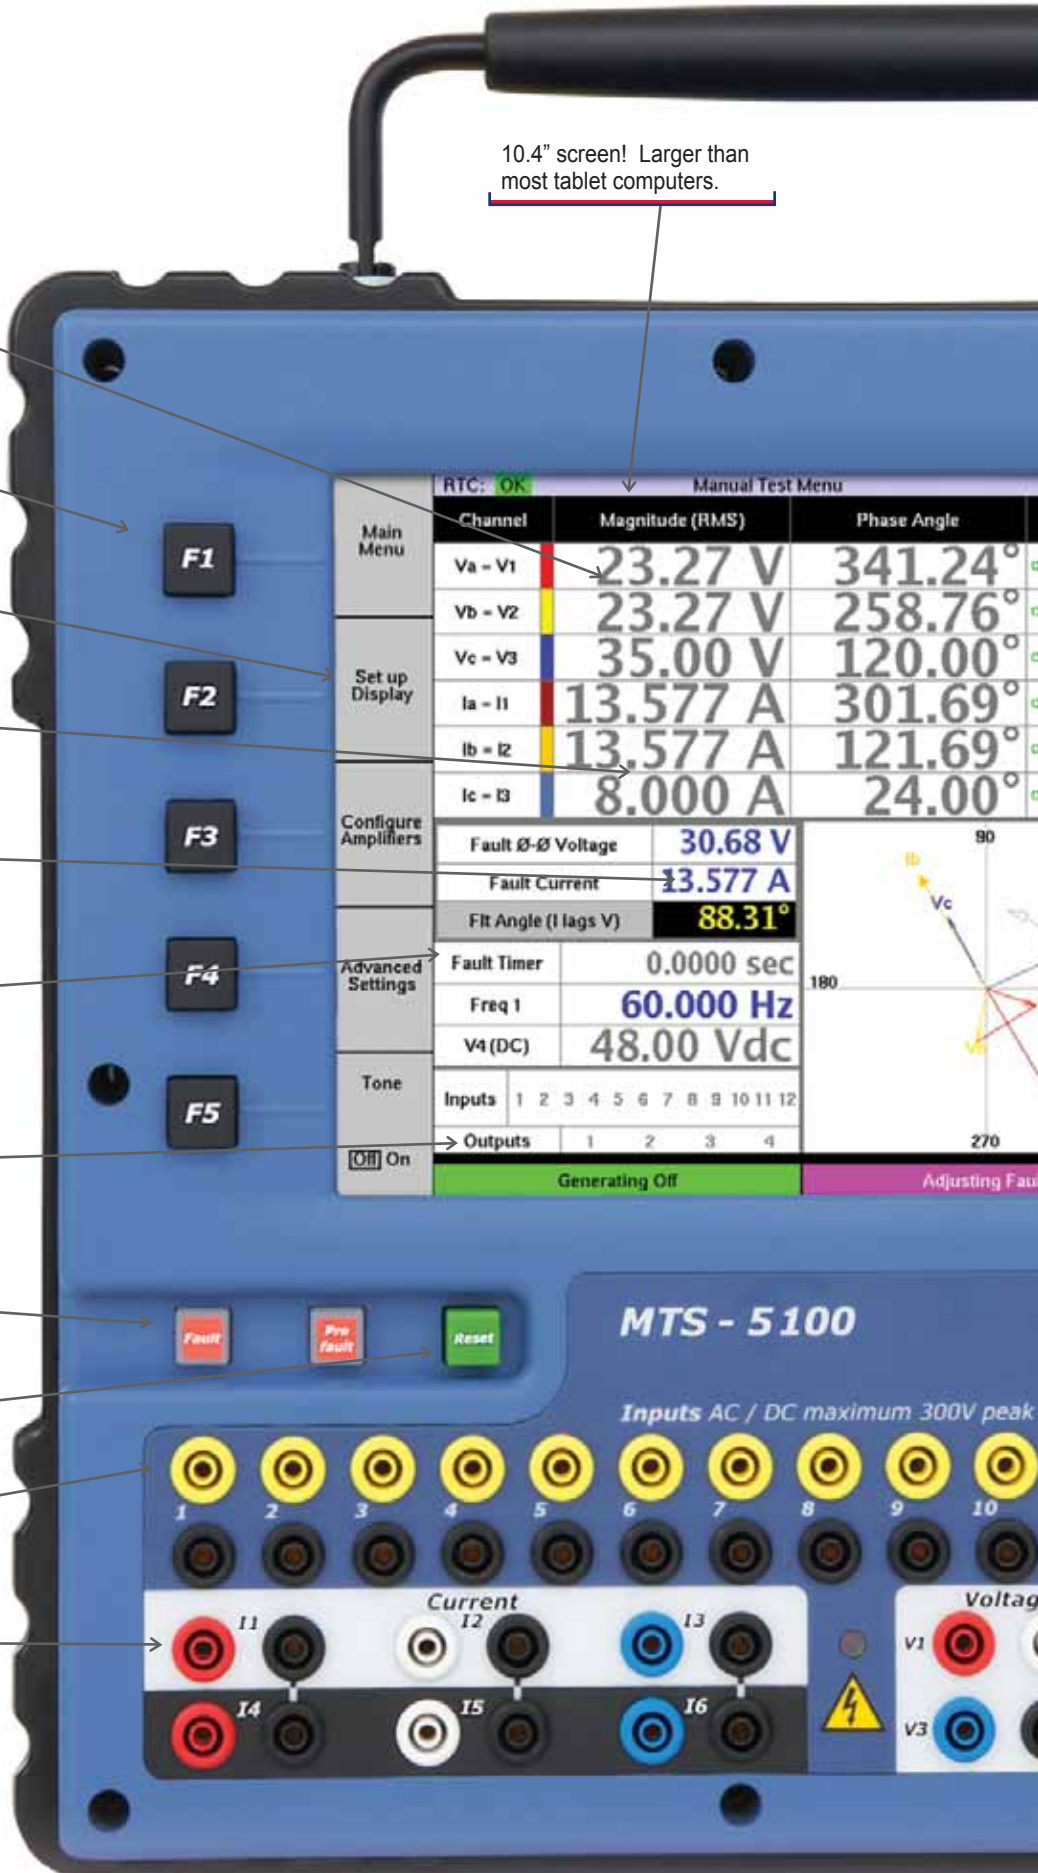 10.4” screen! Larger than
most tablet computers.
RTC: OK Manual Test Menu
Channel Magnitude (RMS) Phase Angle
Va - V1 23.27 V 341.24°
Vb - V2 23.27 V 258.76°
Vc - V3 35.00 V 120.00°
Ia - I1 13.577 A 301.69°
Ib - I2 13.577 A 121.69°
Ic - I3 8.000 A 24.00°
Main
Menu
Set up
Display
Configure
Amplifiers
Advanced
Settings
Tone
Off On
F1
F2
F3
F4
F5
Fault Ø-Ø Voltage 30.68 V
Fault Current 13.577 A
Flt Angle (I lags V) 88.31°
Fault Timer 0.0000 sec
Freq 1 60.000 Hz
V4 (DC) 48.00 Vdc
Inputs 1 2 3 4 5 6 7 8 9 10 11 12
Outputs 1 2 3 4
90
Ib
Vc
180
Vb
270
Generating Off Adjusting Fau
Fault
Pre
fault
Reset
MTS - 5100
Inputs AC / DC maximum 300V peak
1 2 3 4 5 6 7 8 9 10
Current Voltag
I1 I2 I3 V1
I4 I5 I6 V3